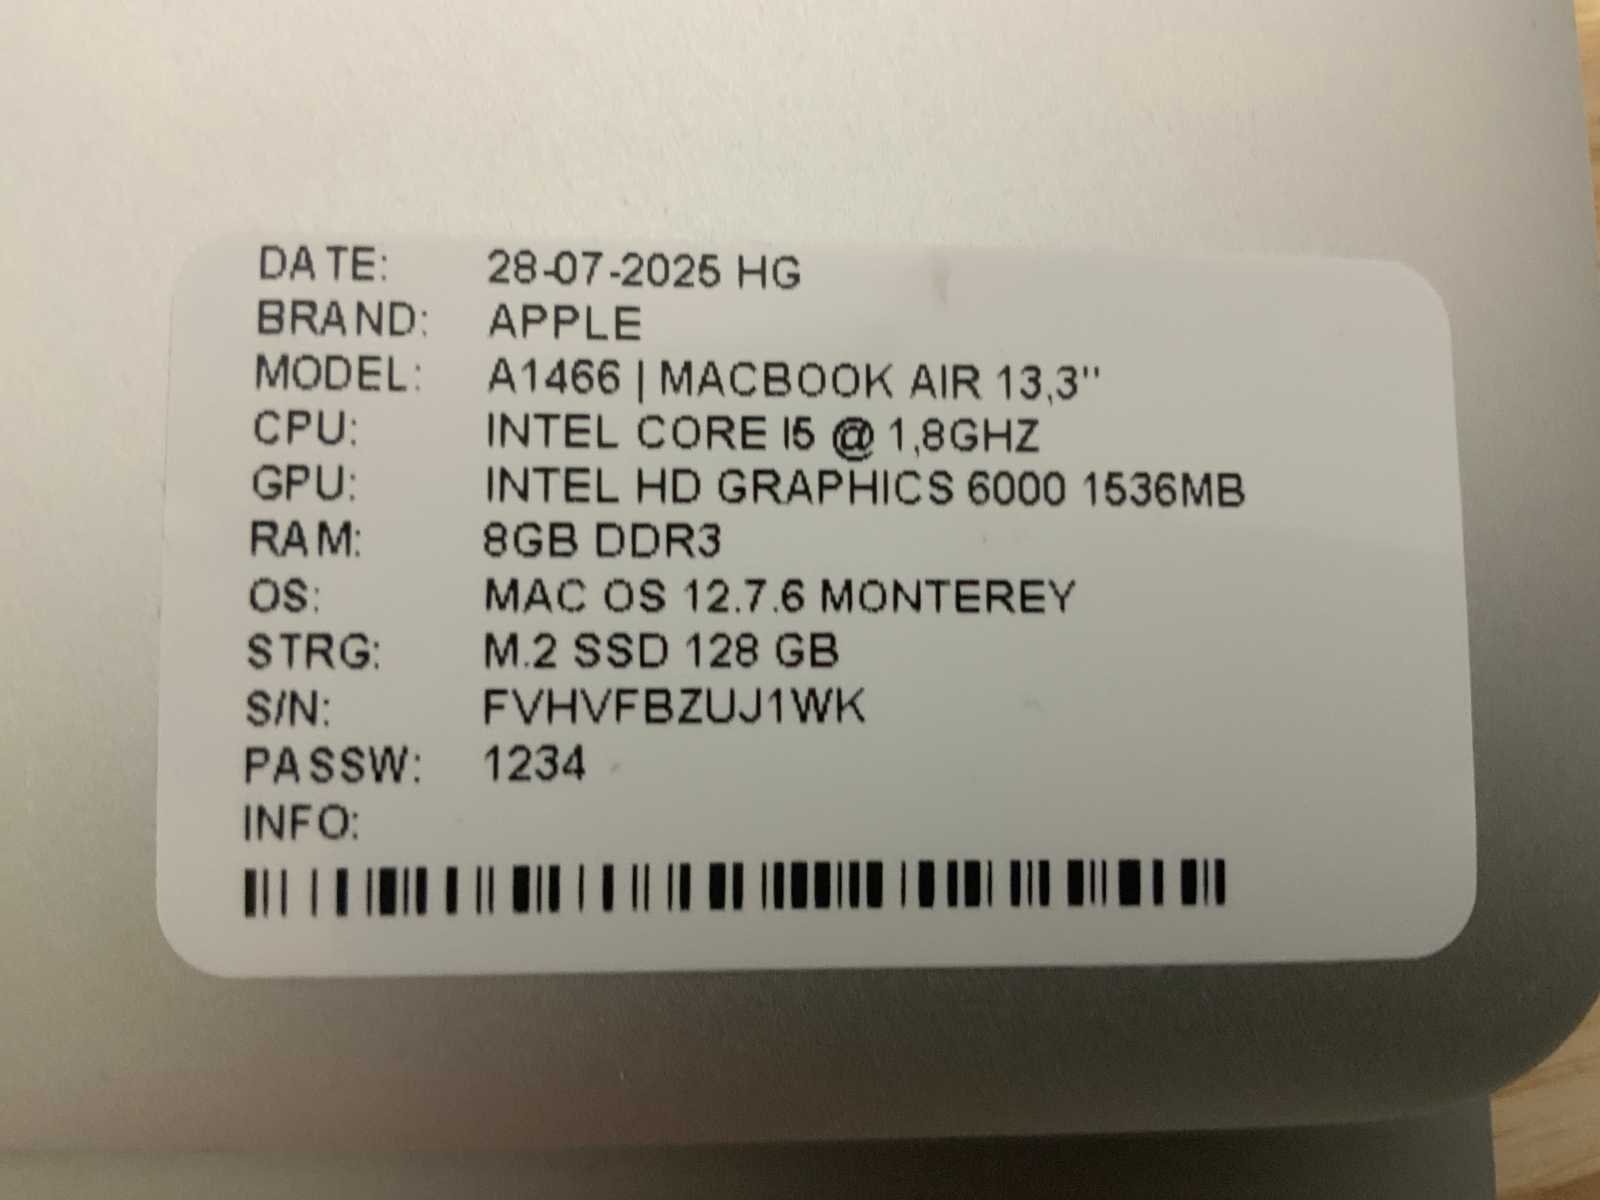 DATE: 28-07-2025 HG
BRAND: APPLE
MODEL: A1466 | MACBOOK AIR 13,3"
CPU: INTEL CORE I5 @ 1,8GHZ
GPU: INTEL HD GRAPHICS 6000 1536MB
RAM: 8GB DDR3
OS: MAC OS 12.7.6 MONTEREY
STRG: M.2 SSD 128 GB
S/N: FVHVFBZUJ1WK
PASSW: 1234
INFO: